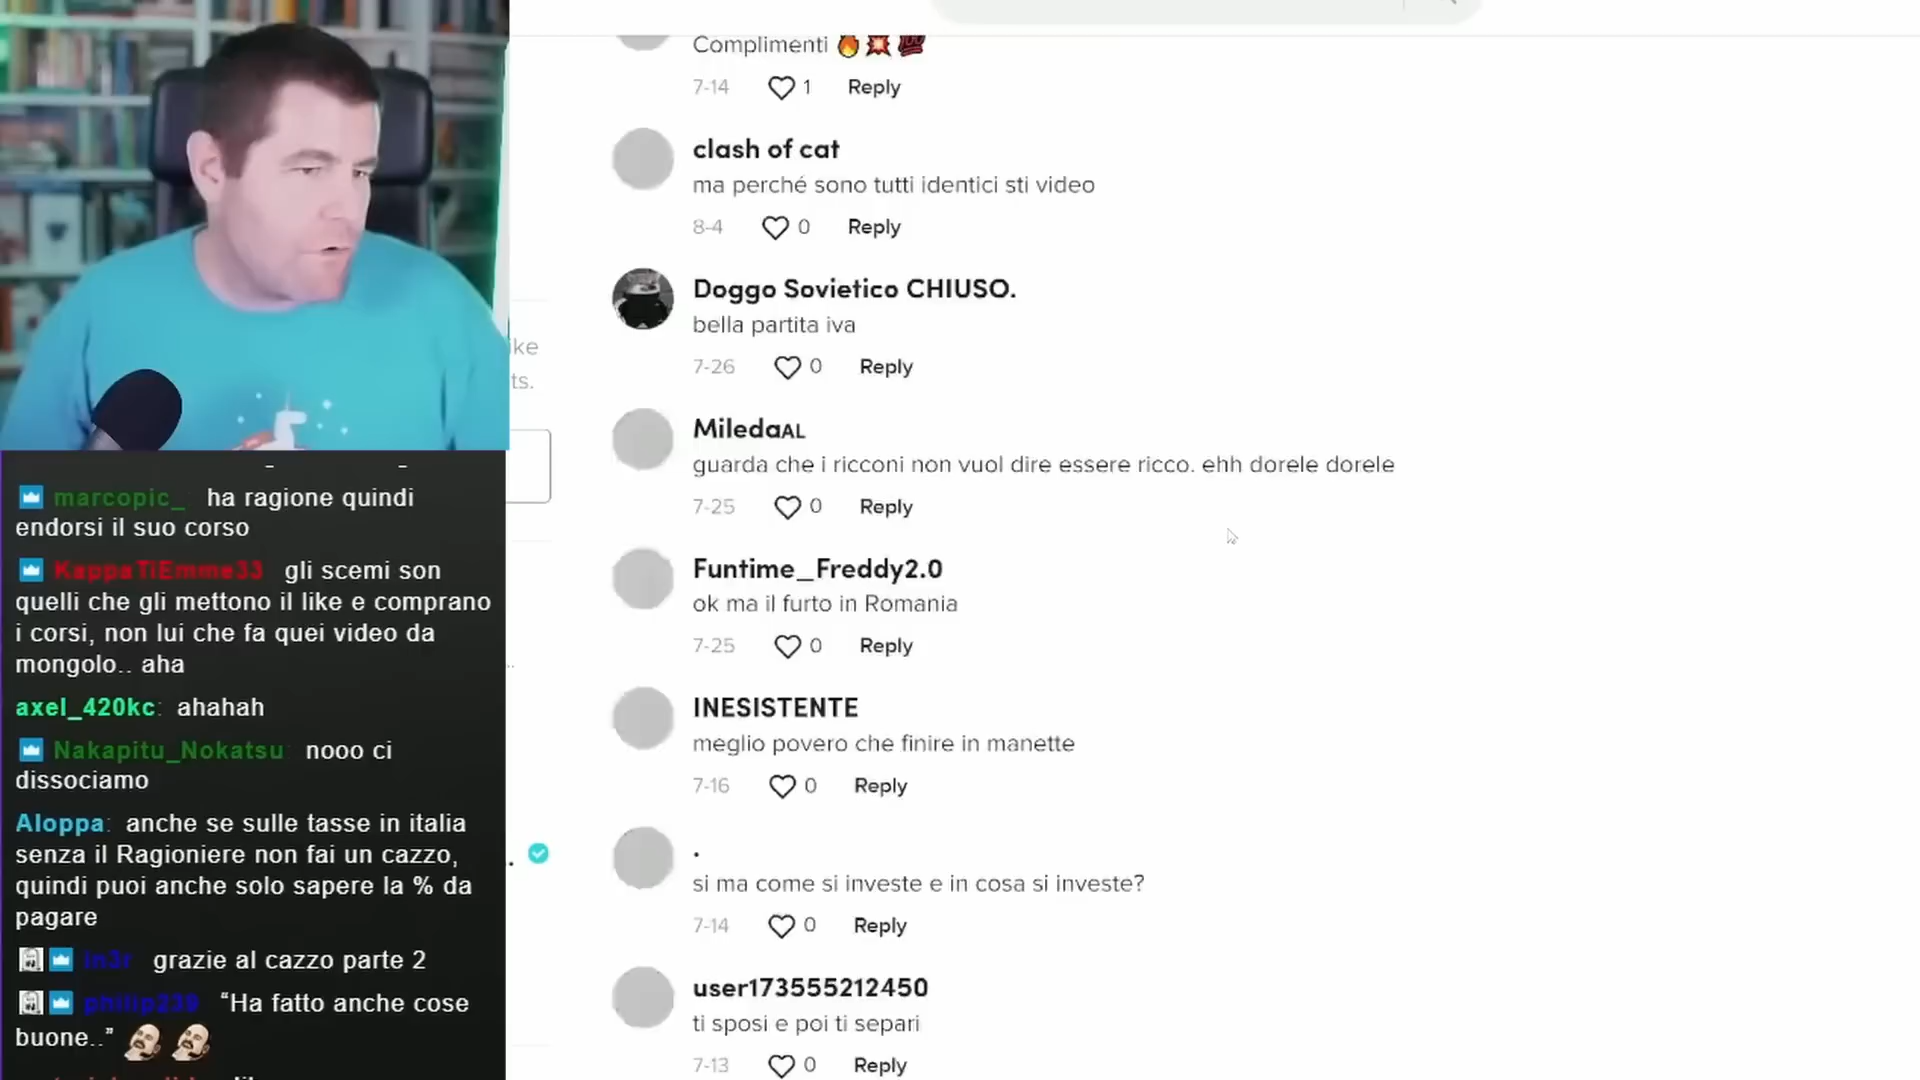 Complimenti 🔥💥💯
7-14 1 Reply
clash of cat
ma perché sono tutti identici sti video
8-4 0 Reply
Doggo Sovietico CHIUSO.
bella partita iva
7-26 0 Reply
MiledaAL
guarda che i ricconi non vuol dire essere ricco. ehh dorele dorele
7-25 0 Reply
Funtime_Freddy2.0
ok ma il furto in Romania
7-25 0 Reply
INESISTENTE
meglio povero che finire in manette
7-16 0 Reply
.
si ma come si investe e in cosa si investe?
7-14 0 Reply
user173555212450
ti sposi e poi ti separi
7-13 0 Reply
marcopic_: ha ragione quindi
endorsi il suo corso
KappaTiEmme33 gli scemi son
quelli che gli mettono il like e comprano
i corsi, non lui che fa quei video da
mongolo.. aha
axel_420kc: ahahah
Nakapitu_Nokatsu nooo ci
dissociamo
Aloppa: anche se sulle tasse in italia
senza il Ragioniere non fai un cazzo,
quindi puoi anche solo sapere la % da
pagare
in3r grazie al cazzo parte 2
philip239 “Ha fatto anche cose
buone..”